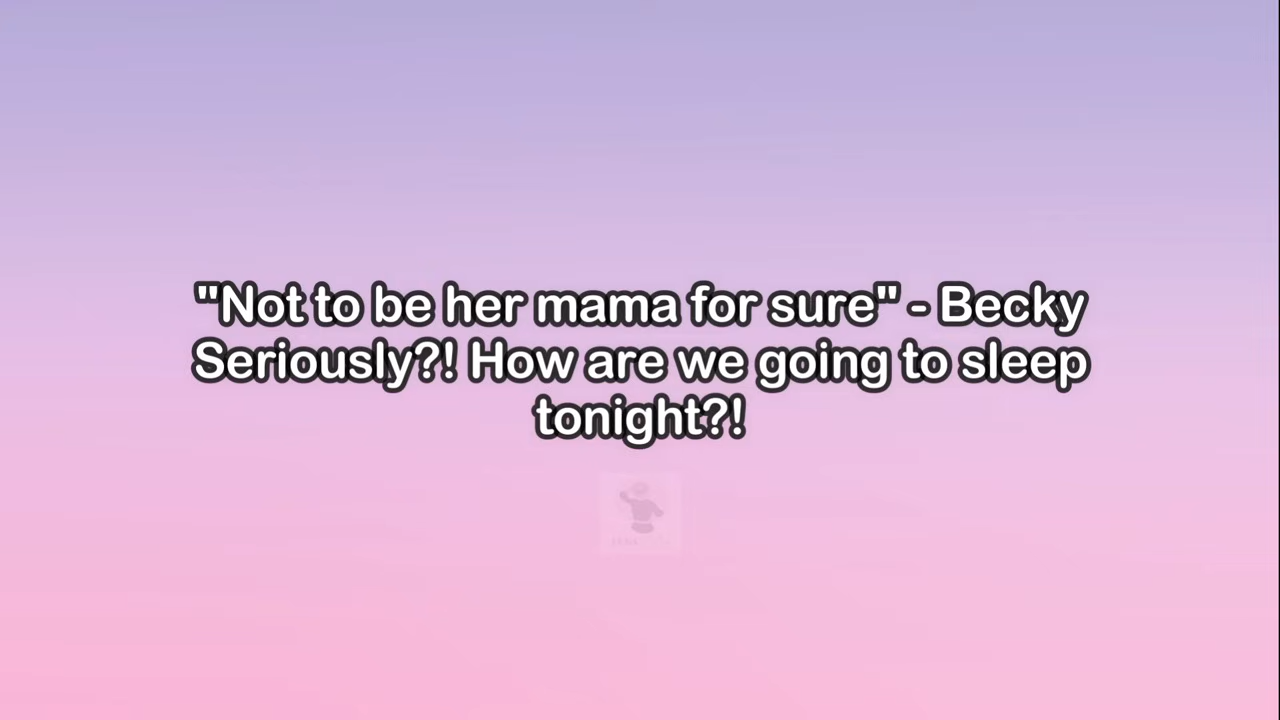 "Not to be her mama for sure" - Becky
Seriously?! How are we going to sleep
tonight?!